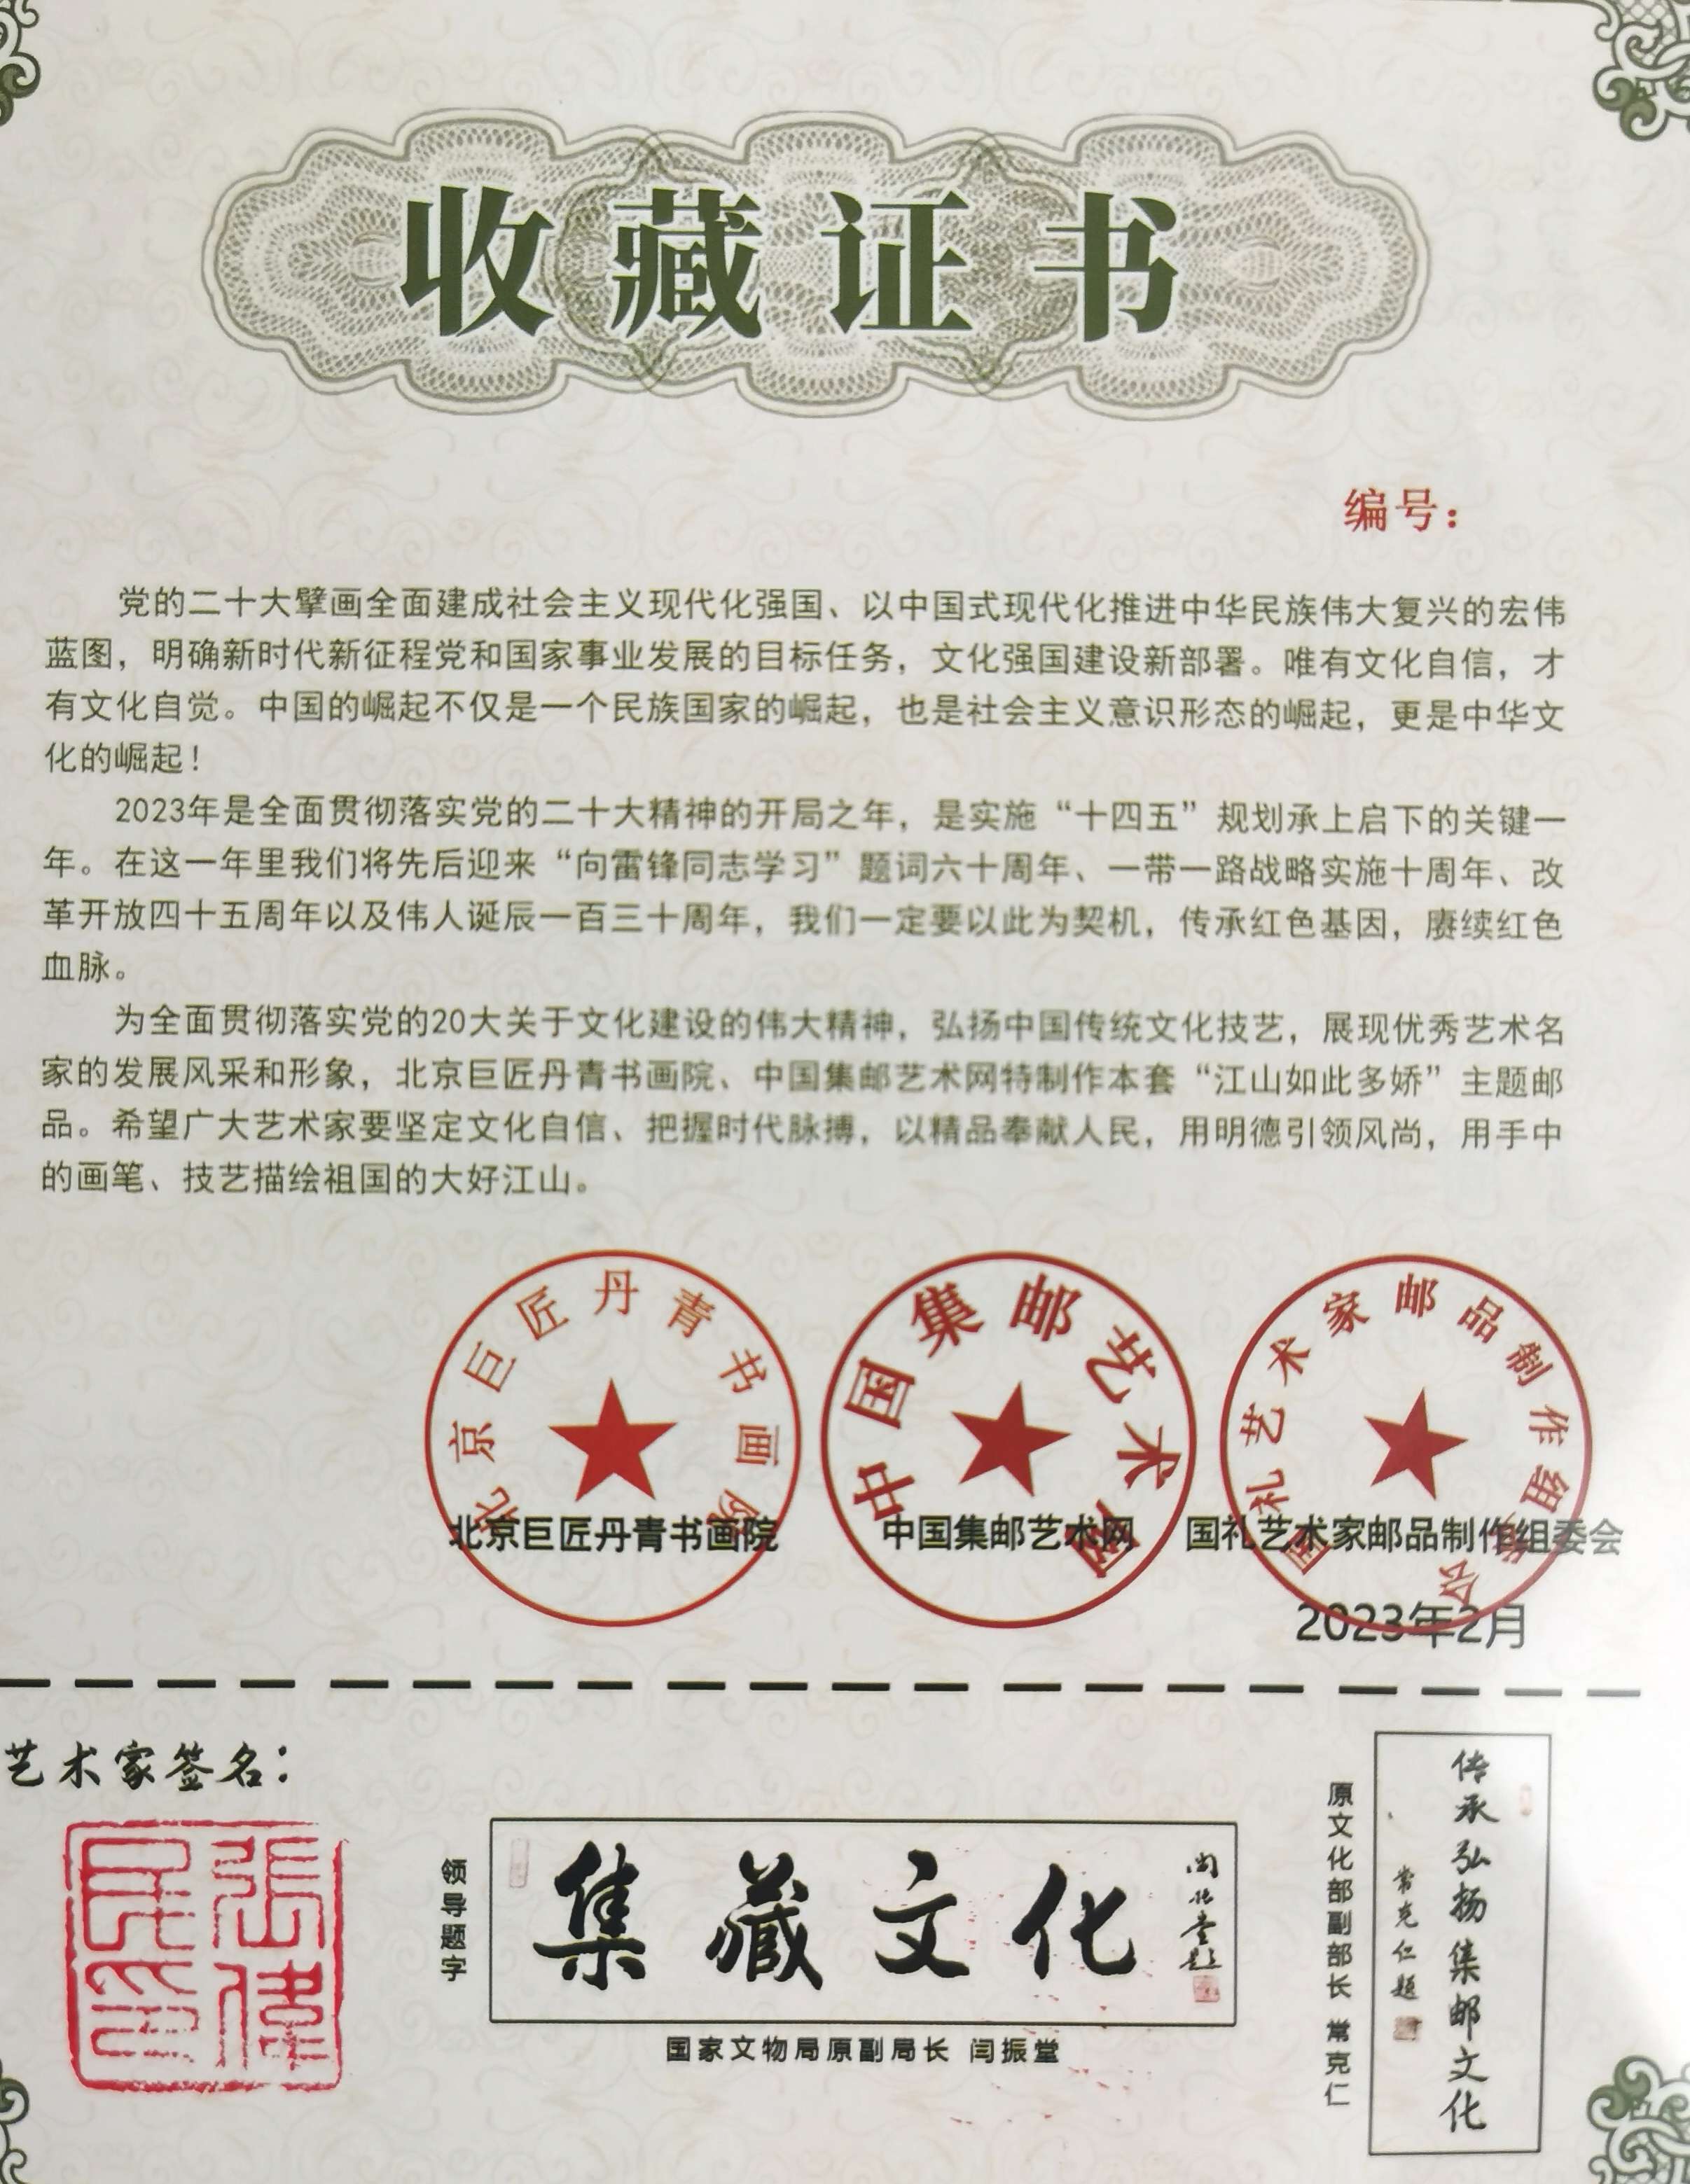 收藏证书
编号：
党的二十大擘画全面建成社会主义现代化强国、以中国式现代化推进中华民族伟大复兴的宏伟
蓝图，明确新时代新征程党和国家事业发展的目标任务，文化强国建设新部署。唯有文化自信，才
有文化自觉。中国的崛起不仅是一个民族国家的崛起，也是社会主义意识形态的崛起，更是中华文
化的崛起！
2023年是全面贯彻落实党的二十大精神的开局之年，是实施“十四五”规划承上启下的关键一
年。在这一年里我们将先后迎来“向雷锋同志学习”题词六十周年、一带一路战略实施十周年、改
革开放四十五周年以及伟人诞辰一百三十周年，我们一定要以此为契机，传承红色基因，赓续红色
血脉。
为全面贯彻落实党的20大关于文化建设的伟大精神，弘扬中国传统文化技艺，展现优秀艺术名
家的发展风采和形象，北京巨匠丹青书画院、中国集邮艺术网特制作本套“江山如此多娇”主题邮
品。希望广大艺术家要坚定文化自信、把握时代脉搏，以精品奉献人民，用明德引领风尚，用手中
的画笔、技艺描绘祖国的大好江山。
北京巨匠丹青书画院
中国集邮艺术网
国礼艺术家邮品制作组委会
北京巨匠丹青书画院
中国集邮艺术网
国礼艺术家邮品制作组委会
2023年2月
艺术家签名：
張偉民印
领导题字
集藏文化
闫振堂题
国家文物局原副局长 闫振堂
原文化部副部长 常克仁
传承弘扬集邮文化
常克仁题